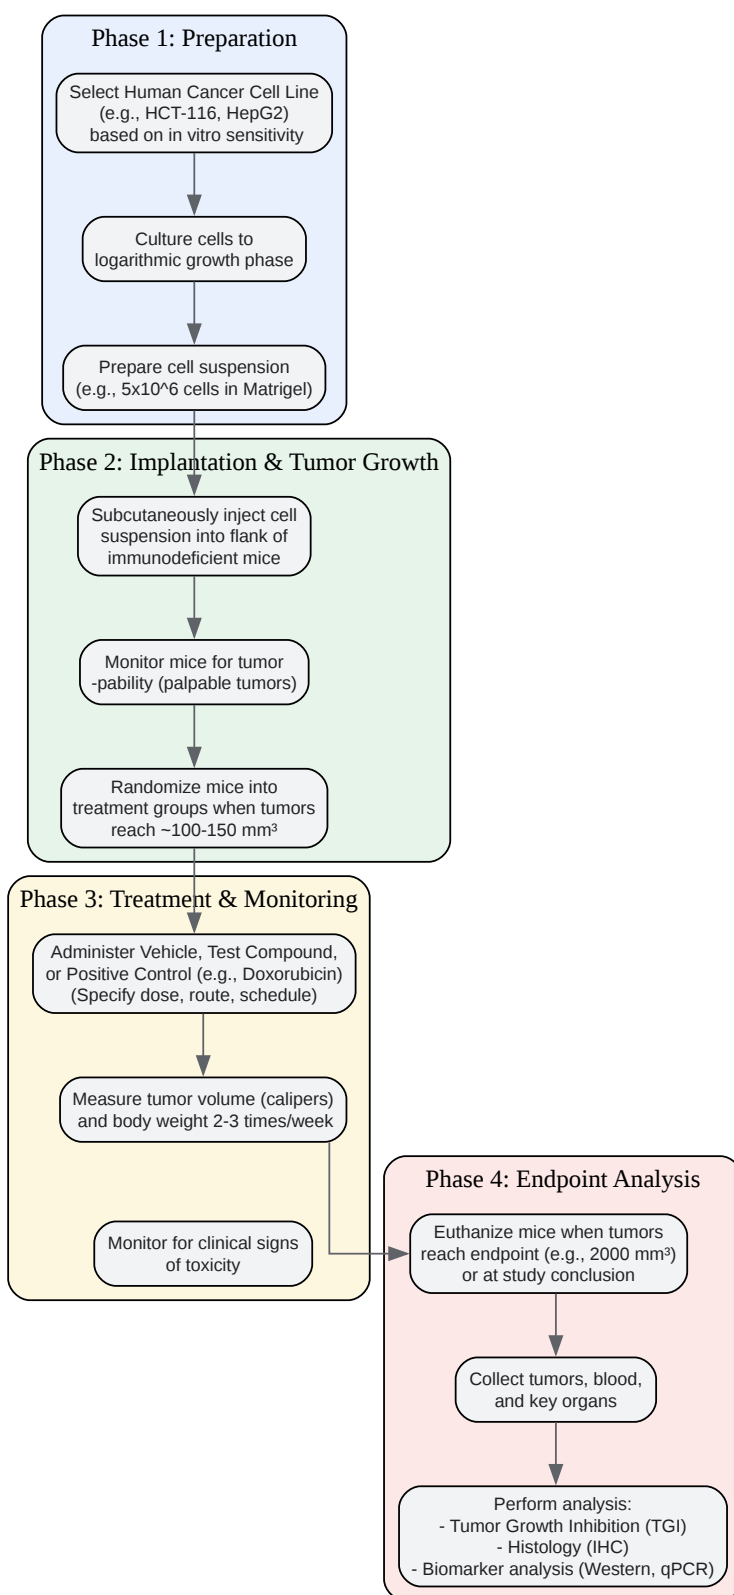 Phase 1: Preparation
Select Human Cancer Cell Line
(e.g., HCT-116, HepG2)
based on in vitro sensitivity
Culture cells to
logarithmic growth phase
Prepare cell suspension
(e.g., 5x10^6 cells in Matrigel)
Phase 2: Implantation & Tumor Growth
Subcutaneously inject cell
suspension into flank of
immunodeficient mice
Monitor mice for tumor
-pability (palpable tumors)
Randomize mice into
treatment groups when tumors
reach ~100-150 mm³
Phase 3: Treatment & Monitoring
Administer Vehicle, Test Compound,
or Positive Control (e.g., Doxorubicin)
(Specify dose, route, schedule)
Measure tumor volume (calipers)
and body weight 2-3 times/week
Monitor for clinical signs
of toxicity
Phase 4: Endpoint Analysis
Euthanize mice when tumors
reach endpoint (e.g., 2000 mm³)
or at study conclusion
Collect tumors, blood,
and key organs
Perform analysis:
- Tumor Growth Inhibition (TGI)
- Histology (IHC)
- Biomarker analysis (Western, qPCR)